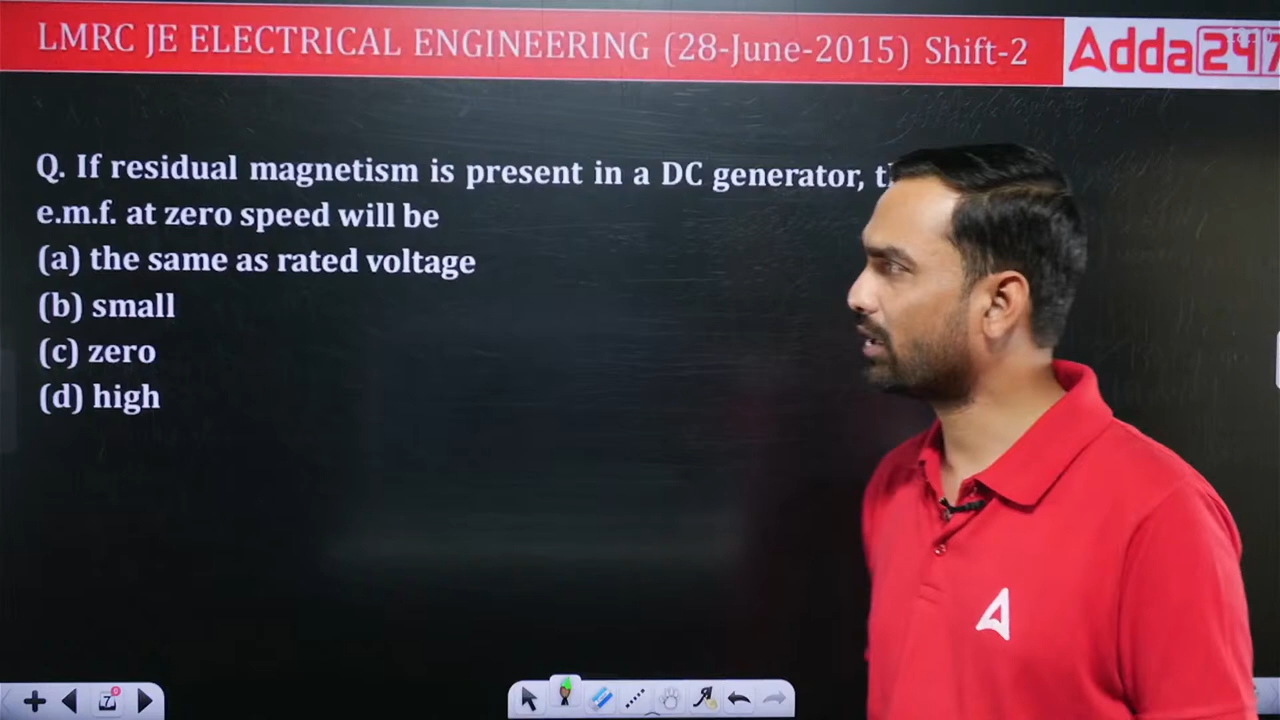 LMRC JE ELECTRICAL ENGINEERING (28-June-2015) Shift-2
Adda247
Q. If residual magnetism is present in a DC generator,
e.m.f. at zero speed will be
(a) the same as rated voltage
(b) small
(c) zero
(d) high